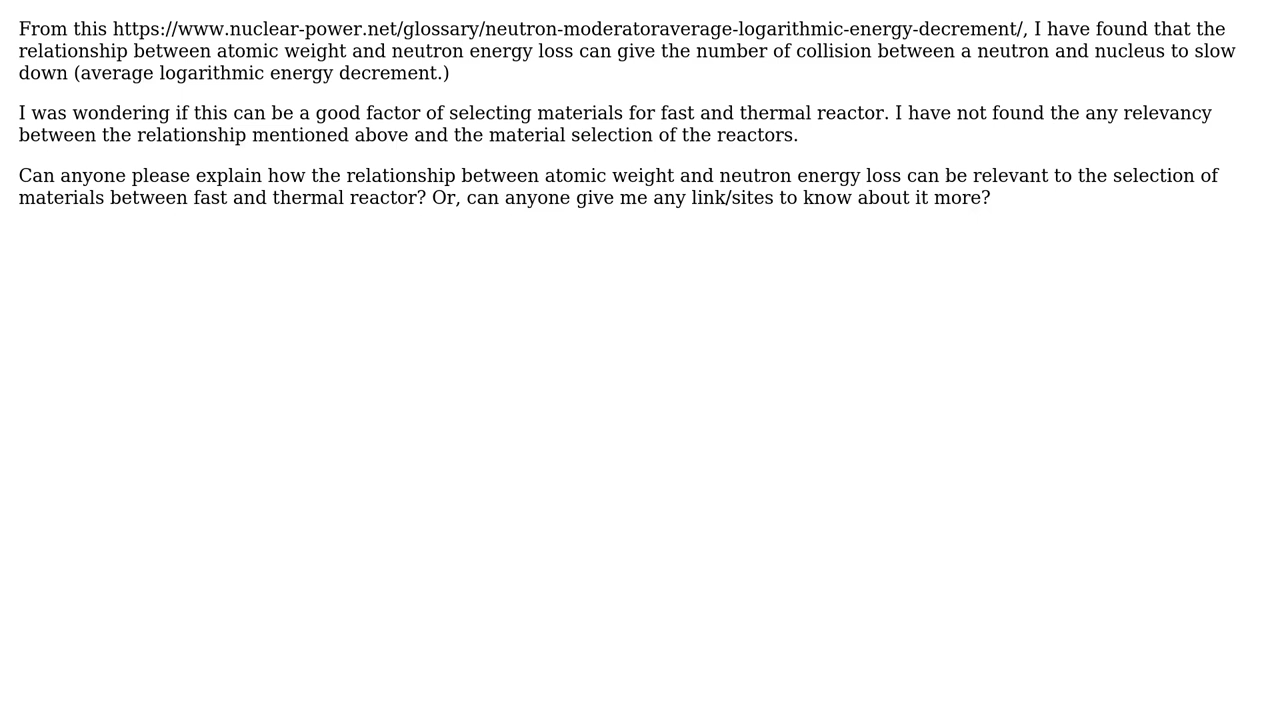 From this https://www.nuclear-power.net/glossary/neutron-moderatoraverage-logarithmic-energy-decrement/, I have found that the
relationship between atomic weight and neutron energy loss can give the number of collision between a neutron and nucleus to slow
down (average logarithmic energy decrement.)
I was wondering if this can be a good factor of selecting materials for fast and thermal reactor. I have not found the any relevancy
between the relationship mentioned above and the material selection of the reactors.
Can anyone please explain how the relationship between atomic weight and neutron energy loss can be relevant to the selection of
materials between fast and thermal reactor? Or, can anyone give me any link/sites to know about it more?